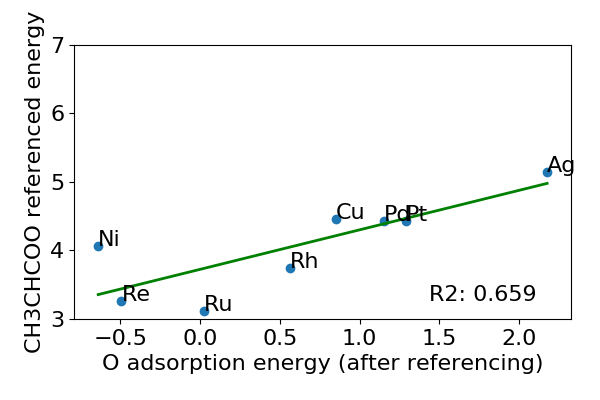 CH3CHCOO referenced energy
7
6
5
4
3
Ag
Cu
Pd
Pt
Ni
Rh
Re
Ru
R2: 0.659
−0.5
0.0
0.5
1.0
1.5
2.0
O adsorption energy (after referencing)